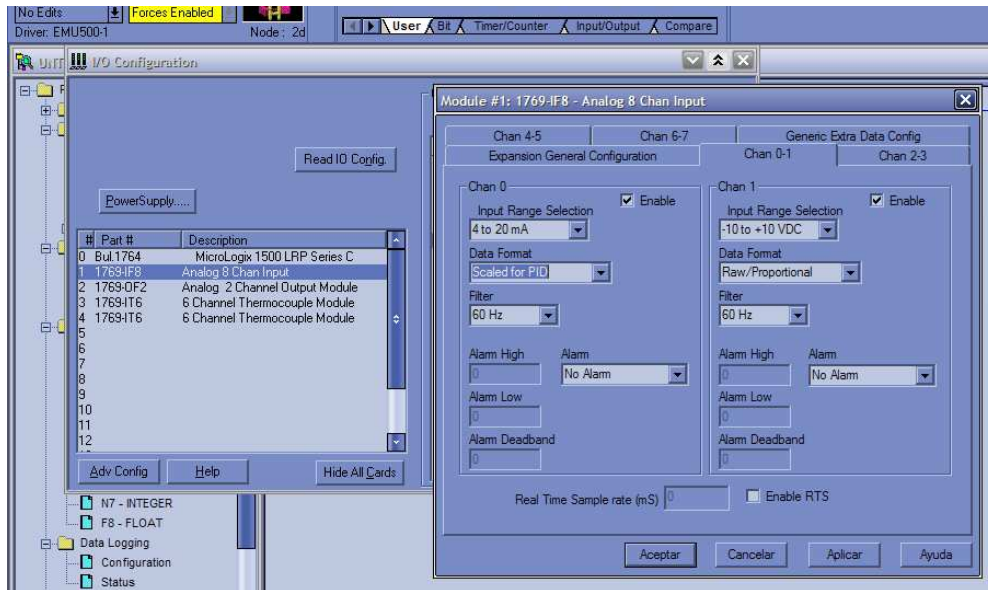 No Edits
Forces Enabled
Driver: EMU500-1
Node : 2d
User
Bit
Timer/Counter
Input/Output
Compare
I/O Configuration
Read IO Config.
PowerSupply.....
# Part # Description
0 Bul.1764 MicroLogix 1500 LRP Series C
1 1769-IF8 Analog 8 Chan Input
2 1769-OF2 Analog 2 Channel Output Module
3 1769-IT6 6 Channel Thermocouple Module
4 1769-IT6 6 Channel Thermocouple Module
5
6
7
8
9
10
11
12
Adv Config
Help
Hide All Cards
N7 - INTEGER
F8 - FLOAT
Data Logging
Configuration
Status
Module #1: 1769-IF8 - Analog 8 Chan Input
Chan 4-5
Chan 6-7
Generic Extra Data Config
Expansion General Configuration
Chan 0-1
Chan 2-3
Chan 0
Enable
Input Range Selection
4 to 20 mA
Data Format
Scaled for PID
Filter
60 Hz
Alarm High
Alarm
0
No Alarm
Alarm Low
0
Alarm Deadband
0
Chan 1
Enable
Input Range Selection
-10 to +10 VDC
Data Format
Raw/Proportional
Filter
60 Hz
Alarm High
Alarm
0
No Alarm
Alarm Low
0
Alarm Deadband
0
Real Time Sample rate (mS)
0
Enable RTS
Aceptar
Cancelar
Aplicar
Ayuda